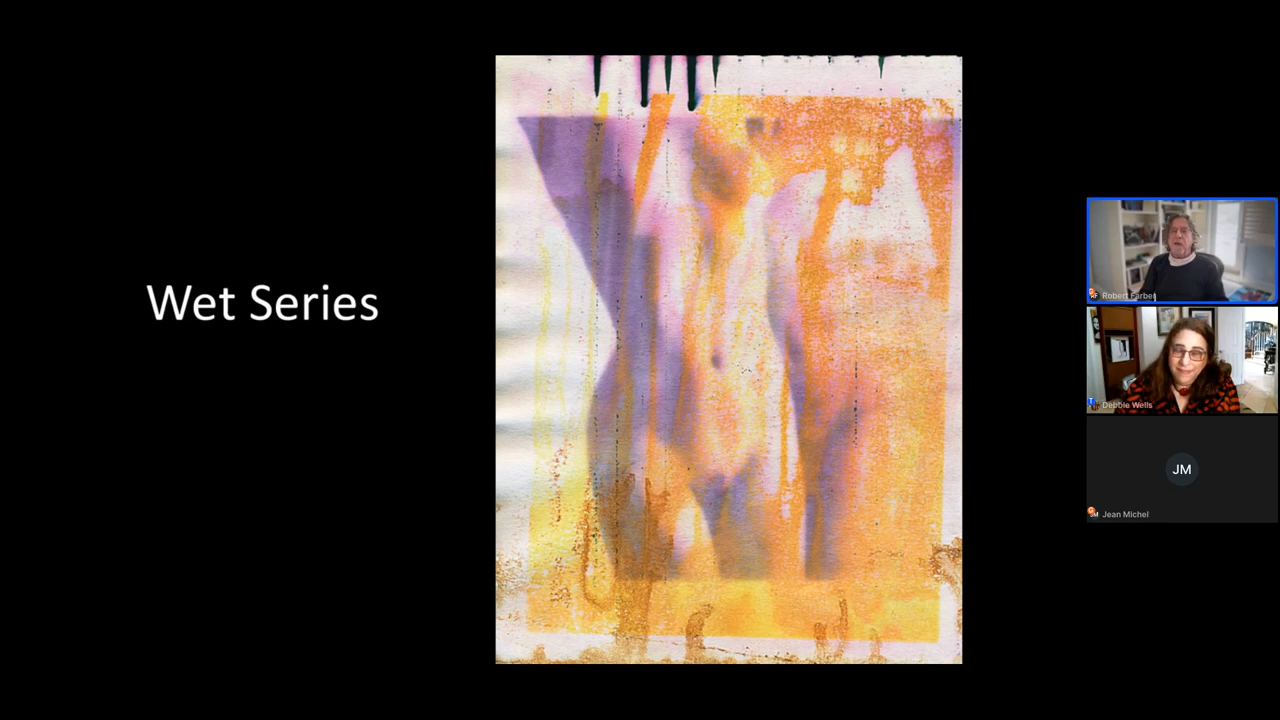 Wet Series
Robert Farber
Debbie Wells
JM
Jean Michel